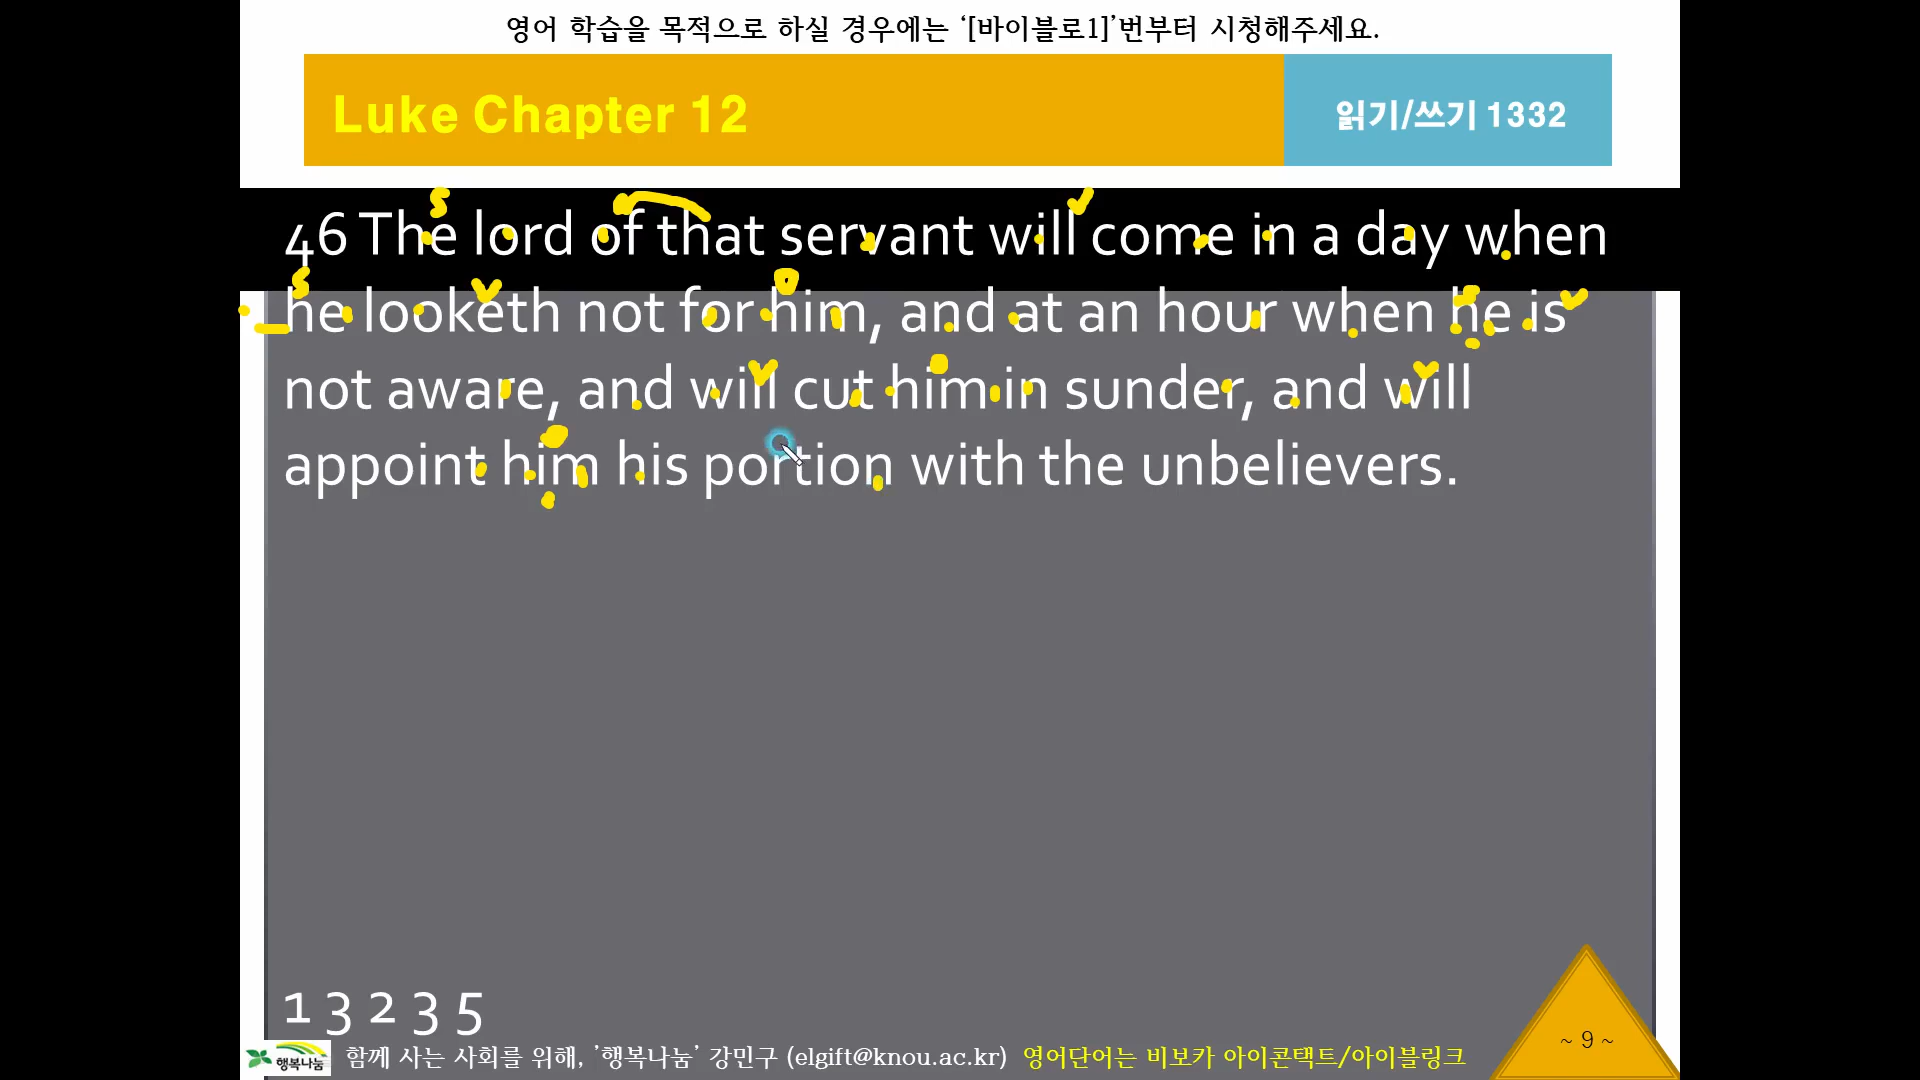 영어 학습을 목적으로 하실 경우에는 ‘[바이블로1]’번부터 시청해주세요.
Luke Chapter 12
읽기/쓰기 1332
46 The lord of that servant will come in a day when
he looketh not for him, and at an hour when he is
not aware, and will cut him in sunder, and will
appoint him his portion with the unbelievers.
1 3 2 3 5
~ 9 ~
행복나눔
함께 사는 사회를 위해, ’행복나눔’ 강민구 (elgift@knou.ac.kr) 영어단어는 비보카 아이콘택트/아이블링크